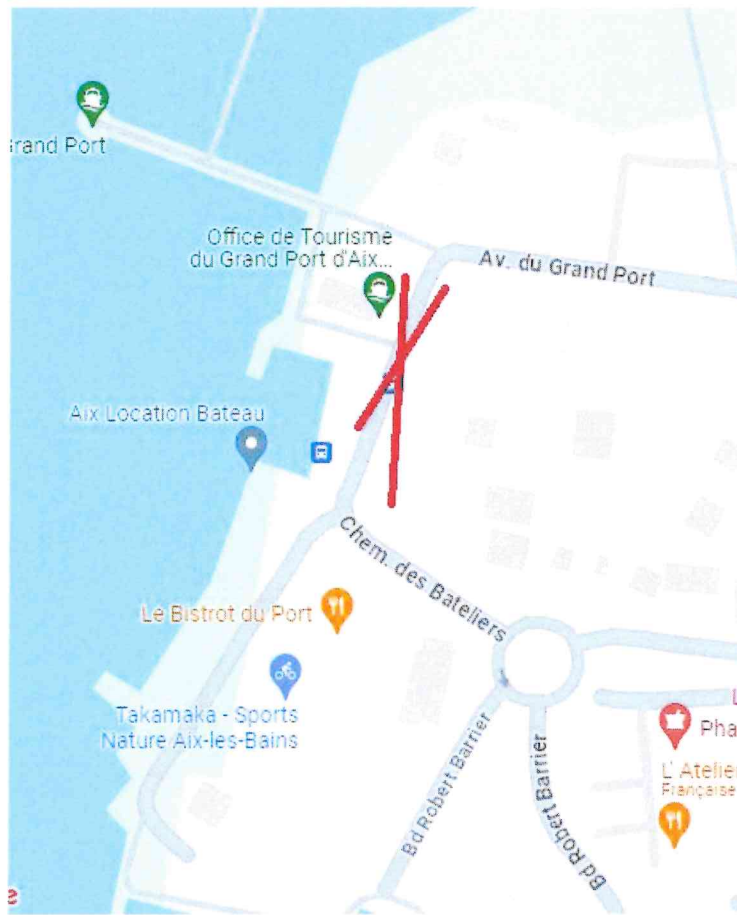 Grand Port
Office de Tourisme
du Grand Port d'Aix...
Av. du Grand Port
Aix Location Bateau
Chem. des Bateliers
Le Bistrot du Port
Takamaka - Sports
Nature Aix-les-Bains
Bd Robert Barrier
Bd Robert Barrier
L
Pha
L' Atelier
Française
e